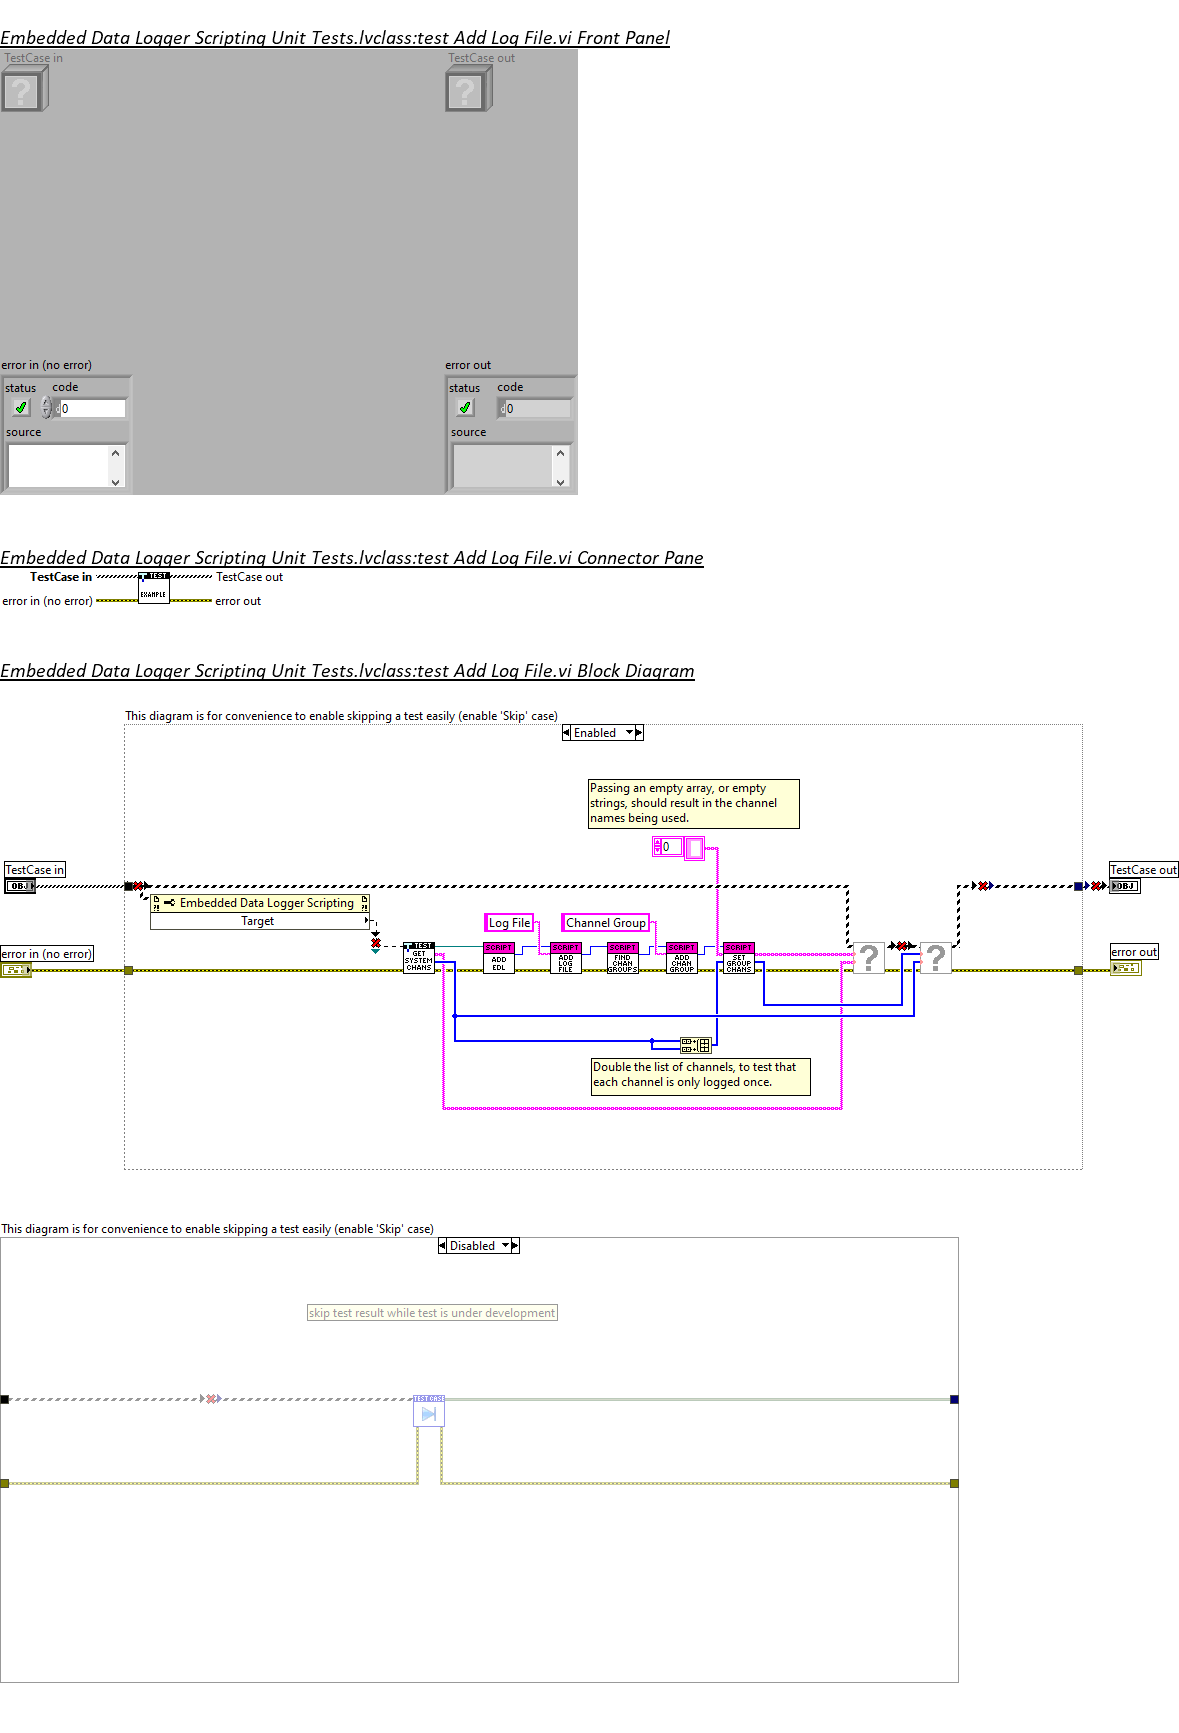 Embedded Data Logger Scripting Unit Tests.lvclass:test Add Log File.vi Front Panel
TestCase in
TestCase out
?
?
error in (no error)
error out
status
code
status
code
d
0
d
0
source
source
Embedded Data Logger Scripting Unit Tests.lvclass:test Add Log File.vi Connector Pane
TestCase in
TEST
EXAMPLE
TestCase out
error in (no error)
error out
Embedded Data Logger Scripting Unit Tests.lvclass:test Add Log File.vi Block Diagram
This diagram is for convenience to enable skipping a test easily (enable 'Skip' case)
Enabled
Passing an empty array, or empty
strings, should result in the channel
names being used.
0
TestCase in
OBJ
TestCase out
OBJ
Embedded Data Logger Scripting
Target
Log File
Channel Group
error in (no error)
error out
TEST
GET
SYSTEM
CHANS
SCRIPT
ADD
EDL
SCRIPT
ADD
LOG
FILE
SCRIPT
FIND
CHAN
GROUPS
SCRIPT
ADD
CHAN
GROUP
SCRIPT
SET
GROUP
CHANS
?
?
Double the list of channels, to test that
each channel is only logged once.
This diagram is for convenience to enable skipping a test easily (enable 'Skip' case)
Disabled
skip test result while test is under development
TEST CASE